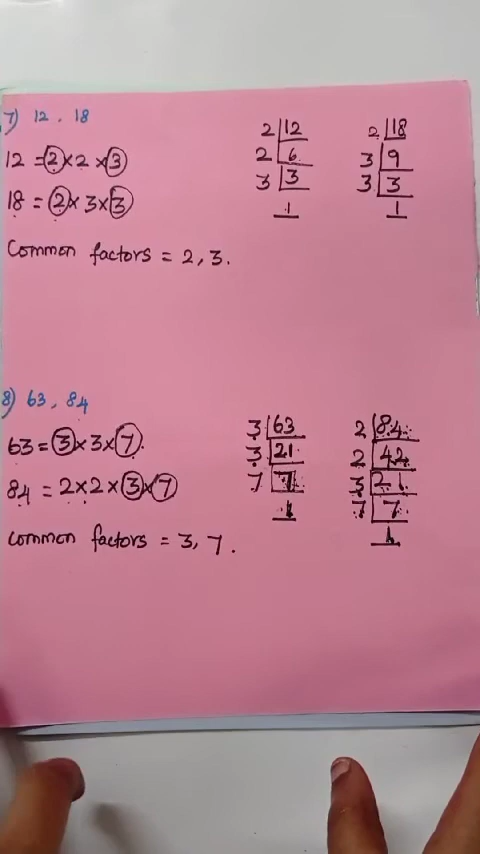 7) 12, 18
12 = 2 × 2 × 3
18 = 2 × 3 × 3
Common factors = 2, 3.
2 | 12
2 | 6
3 | 3
1
2 | 18
3 | 9
3 | 3
1
8) 63, 84
63 = 3 × 3 × 7
84 = 2 × 2 × 3 × 7
Common factors = 3, 7.
3 | 63
3 | 21
7 | 7
1
2 | 84
2 | 42
3 | 21
7 | 7
1